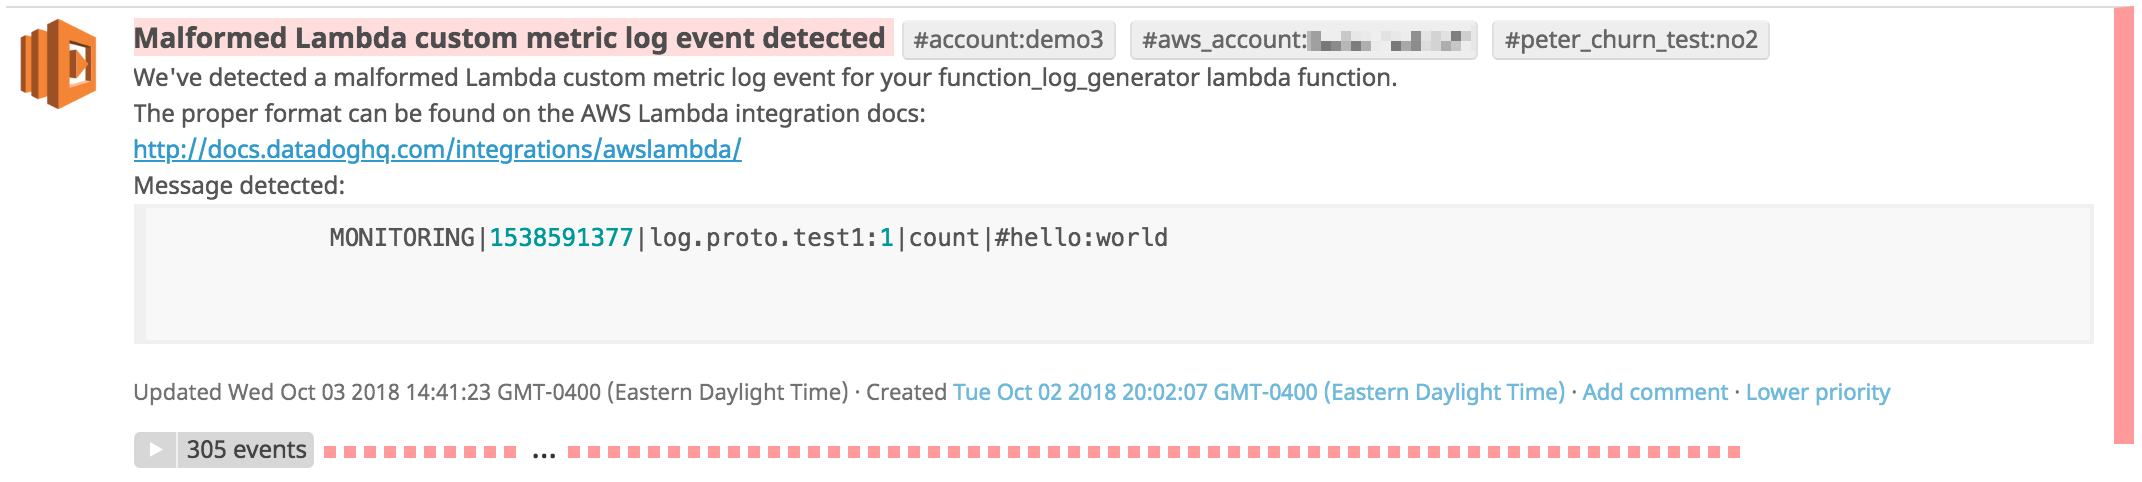 Malformed Lambda custom metric log event detected #account:demo3 #aws_account: #peter_churn_test:no2
We've detected a malformed Lambda custom metric log event for your function_log_generator lambda function.
The proper format can be found on the AWS Lambda integration docs:
http://docs.datadoghq.com/integrations/awslambda/
Message detected:
MONITORING|1538591377|log.proto.test1:1|count|#hello:world
Updated Wed Oct 03 2018 14:41:23 GMT-0400 (Eastern Daylight Time) · Created Tue Oct 02 2018 20:02:07 GMT-0400 (Eastern Daylight Time) · Add comment · Lower priority
305 events ...